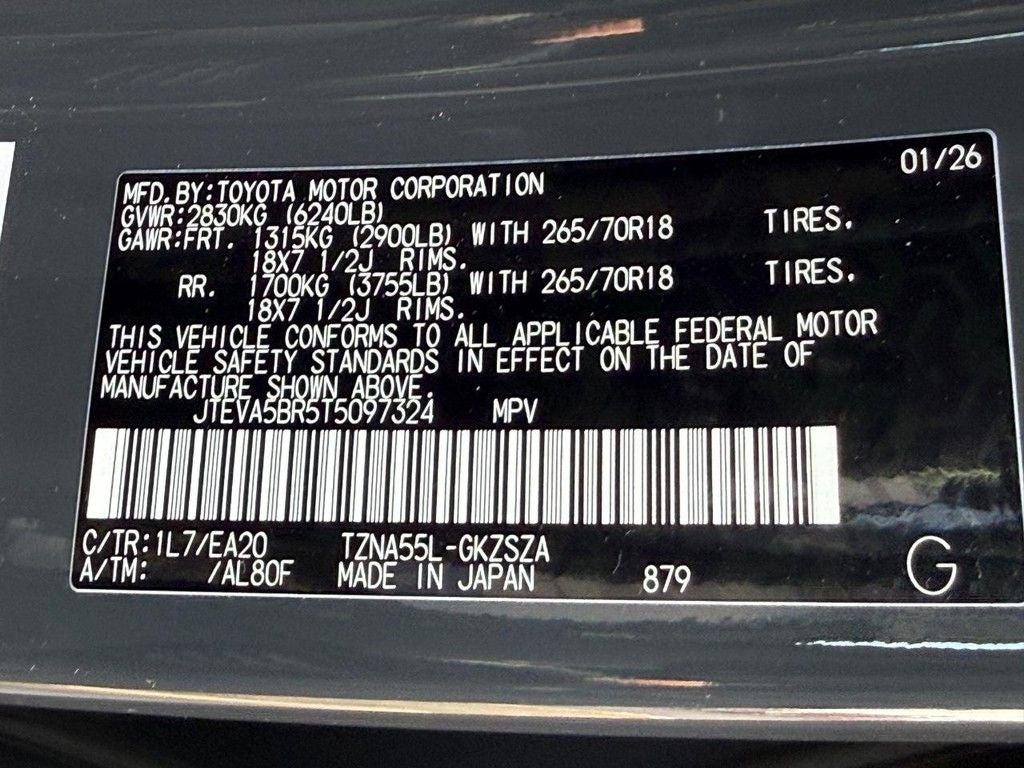 01/26
MFD.BY:TOYOTA MOTOR CORPORATION
GVWR:2830KG (6240LB)
GAWR:FRT. 1315KG (2900LB) WITH 265/70R18 TIRES.
18X7 1/2J RIMS.
RR. 1700KG (3755LB) WITH 265/70R18 TIRES.
18X7 1/2J RIMS.
THIS VEHICLE CONFORMS TO ALL APPLICABLE FEDERAL MOTOR
VEHICLE SAFETY STANDARDS IN EFFECT ON THE DATE OF
MANUFACTURE SHOWN ABOVE.
JTEVA5BR5T5097324 MPV
C/TR:1L7/EA20 TZNA55L-GKZSZA
A/TM: /AL80F MADE IN JAPAN 879 G